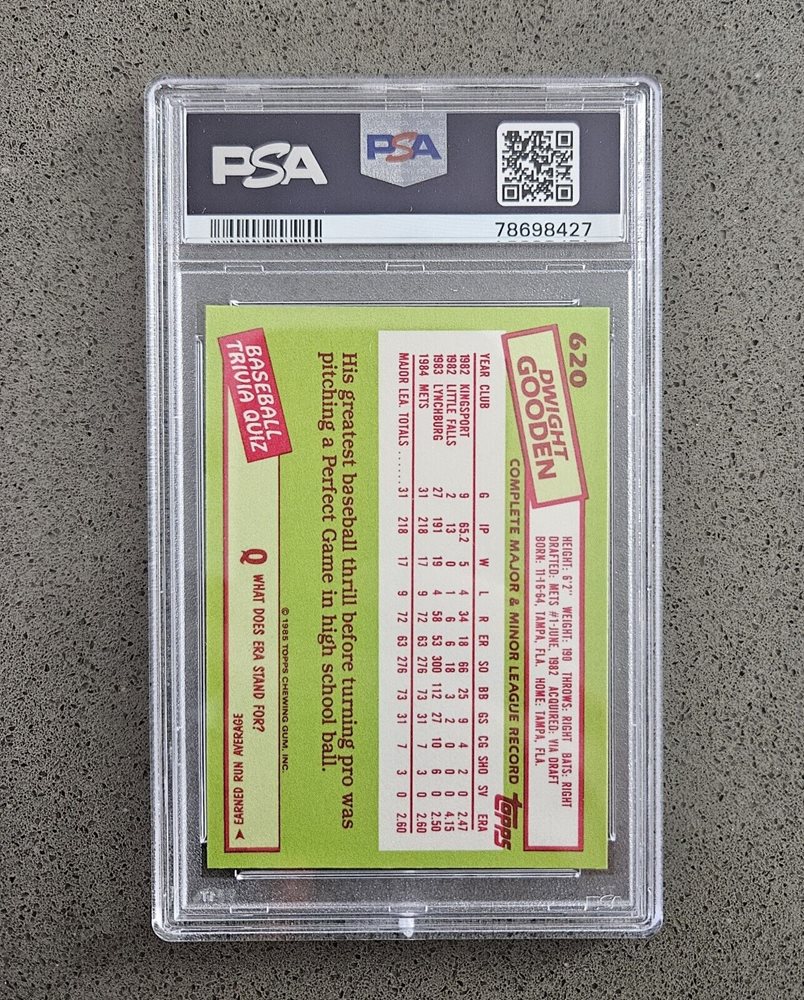 PSA
PSA
78698427
620
DWIGHT
GOODEN
HEIGHT: 6'2" WEIGHT: 190 THROWS: RIGHT BATS: RIGHT
DRAFTED: METS #1-JUNE, 1982 ACQUIRED: VIA DRAFT
BORN: 11-16-64, TAMPA, FLA. HOME: TAMPA, FLA.
COMPLETE MAJOR & MINOR LEAGUE RECORD
topps
YEAR CLUB G IP W L R ER SO BB GS CG SHO SV ERA
1982 KINGSPORT 9 65.2 5 4 34 18 66 25 9 4 2 0 2.47
1982 LITTLE FALLS 2 13 0 1 6 6 18 3 2 0 0 0 4.15
1983 LYNCHBURG 27 191 19 4 58 53 300 112 27 10 6 0 2.50
1984 METS 31 218 17 9 72 63 276 73 31 7 3 0 2.60
MAJOR LEA. TOTALS ...... 31 218 17 9 72 63 276 73 31 7 3 0 2.60
His greatest baseball thrill before turning pro was
pitching a Perfect Game in high school ball.
© 1985 TOPPS CHEWING GUM, INC.
BASEBALL
TRIVIA QUIZ
Q WHAT DOES ERA STAND FOR?
EARNED RUN AVERAGE